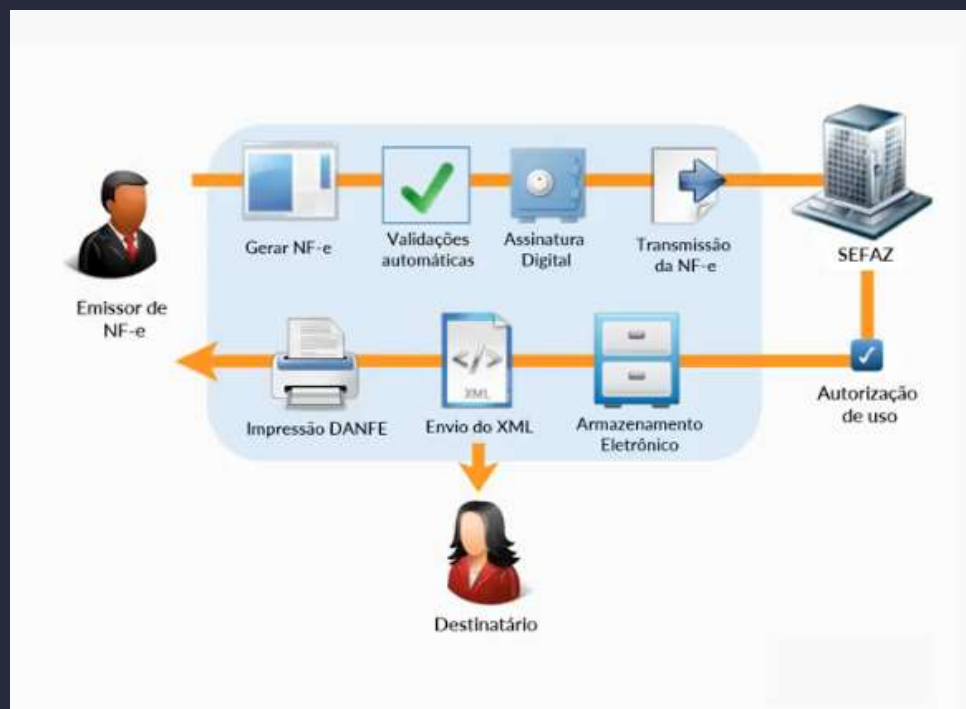 Gerar NF-e
Validações
automáticas
Assinatura
Digital
Transmissão
da NF-e
SEFAZ
Emissor de
NF-e
Impressão DANFE
XML
Envio do XML
Armazenamento
Eletrônico
Autorização
de uso
Destinatário